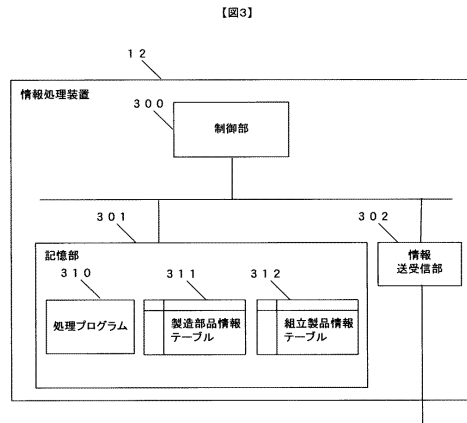 【図3】
12
情報処理装置
300
制御部
301
302
記憶部
情報
送受信部
310
311
312
処理プログラム
製造部品情報
テーブル
組立製品情報
テーブル